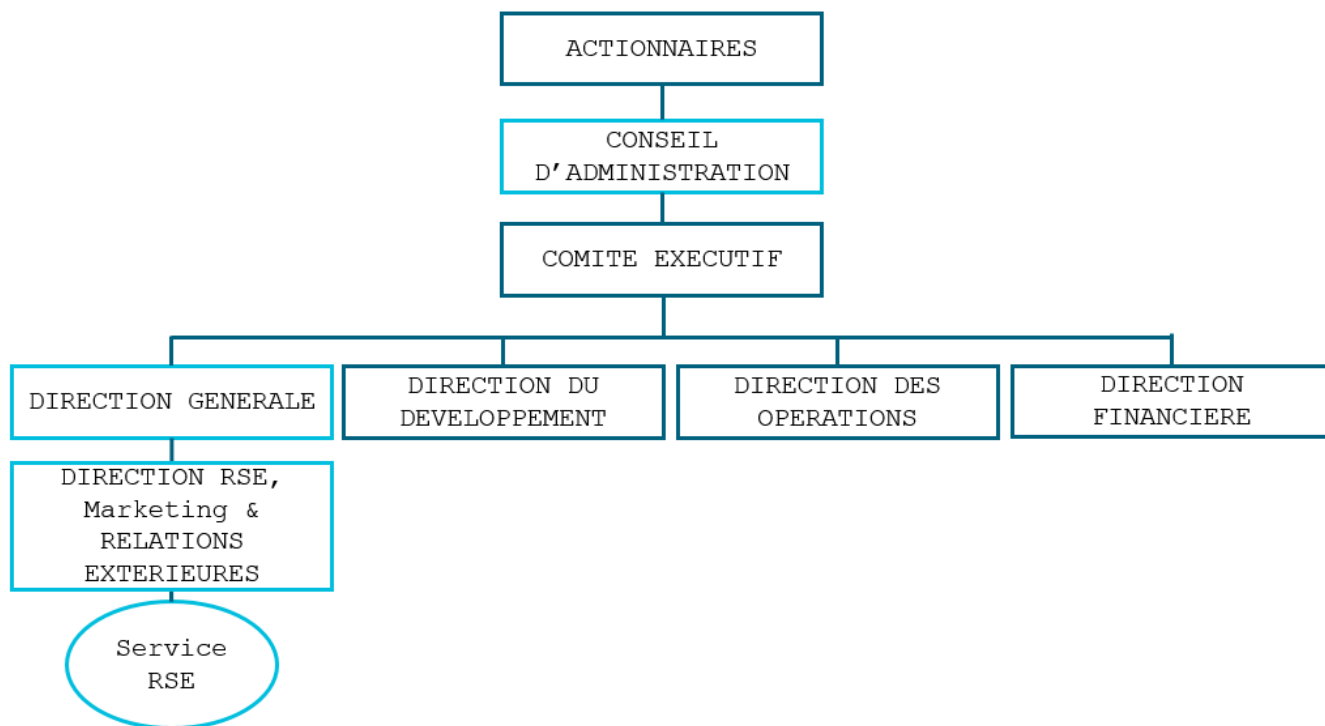 ACTIONNAIRES
CONSEIL
D’ADMINISTRATION
COMITE EXECUTIF
DIRECTION GENERALE
DIRECTION DU
DEVELOPPEMENT
DIRECTION DES
OPERATIONS
DIRECTION
FINANCIERE
DIRECTION RSE,
Marketing &
RELATIONS
EXTERIEURES
Service
RSE